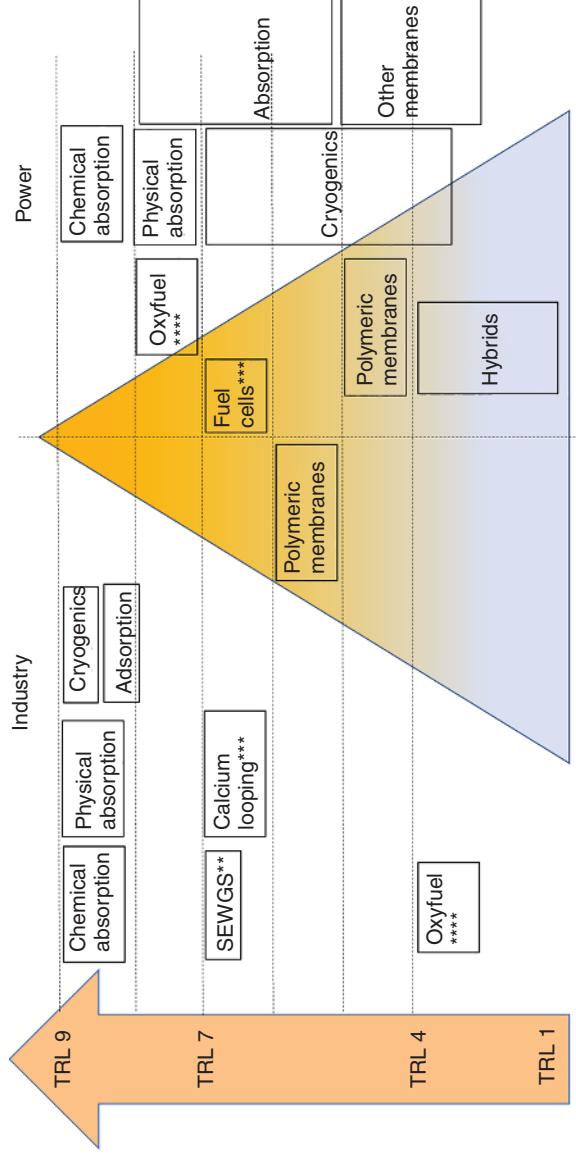 Industry
Power
TRL 9
Chemical
absorption
Physical
absorption
Cryogenics
Adsorption
Chemical
absorption
Oxyfuel
****
Physical
absorption
Absorption
TRL 7
SEWGS**
Calcium
looping***
Fuel
cells***
Cryogenics
Polymeric
membranes
Polymeric
membranes
Other
membranes
TRL 4
Oxyfuel
****
Hybrids
TRL 1